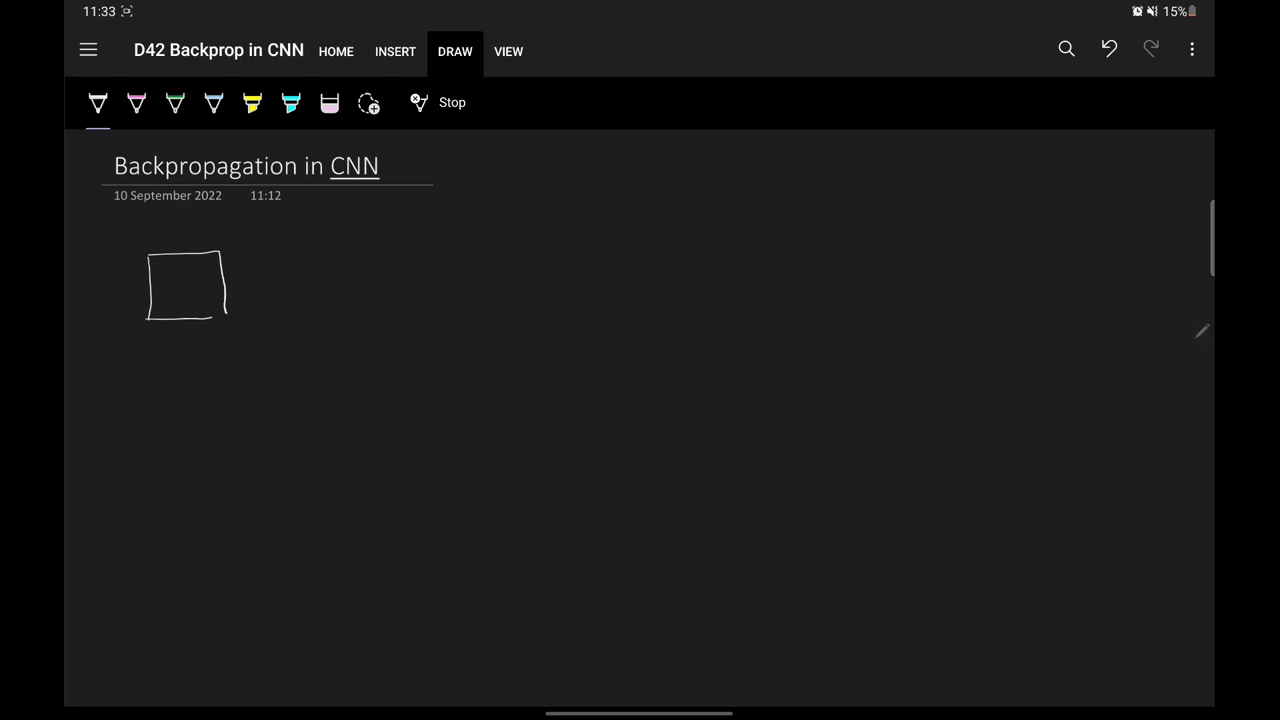 11:33 15%
D42 Backprop in CNN HOME INSERT DRAW VIEW
Stop
Backpropagation in CNN
10 September 2022 11:12